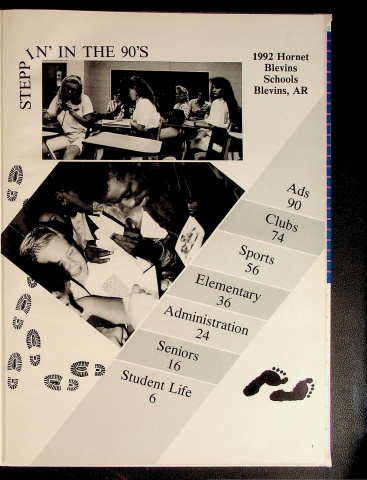 STEPPIN' IN THE 90'S
1992 Hornet
Blevins
Schools
Blevins, AR
Ads
90
Clubs
74
Sports
56
Elementary
36
Administration
24
Seniors
16
Student Life
6
1